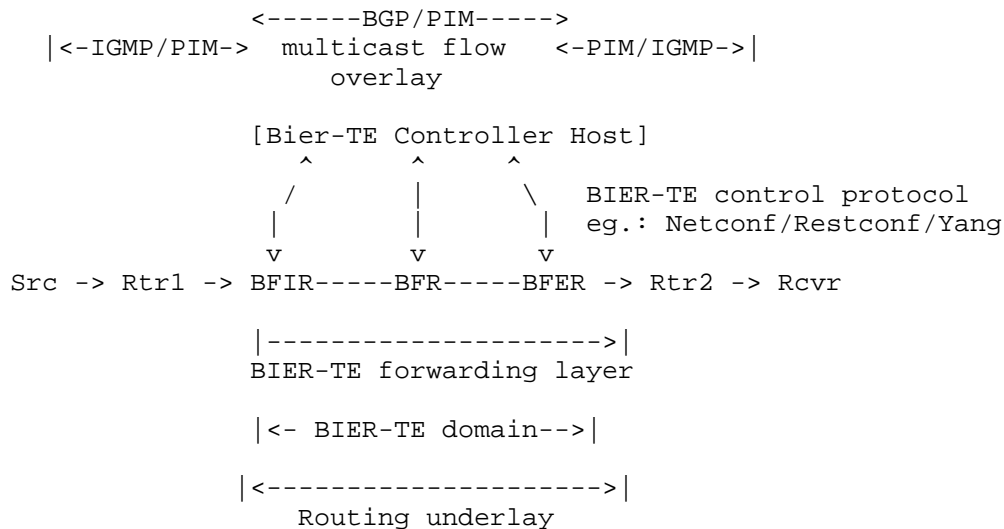 <------BGP/PIM----->
|<-IGMP/PIM-> multicast flow <-PIM/IGMP->|
overlay
[Bier-TE Controller Host]
^ ^ ^
/ | \ BIER-TE control protocol
| | | eg.: Netconf/Restconf/Yang
v v v
Src -> Rtr1 -> BFIR-----BFR-----BFER -> Rtr2 -> Rcvr
|--------------------->|
BIER-TE forwarding layer
|<- BIER-TE domain-->|
|<--------------------->|
Routing underlay